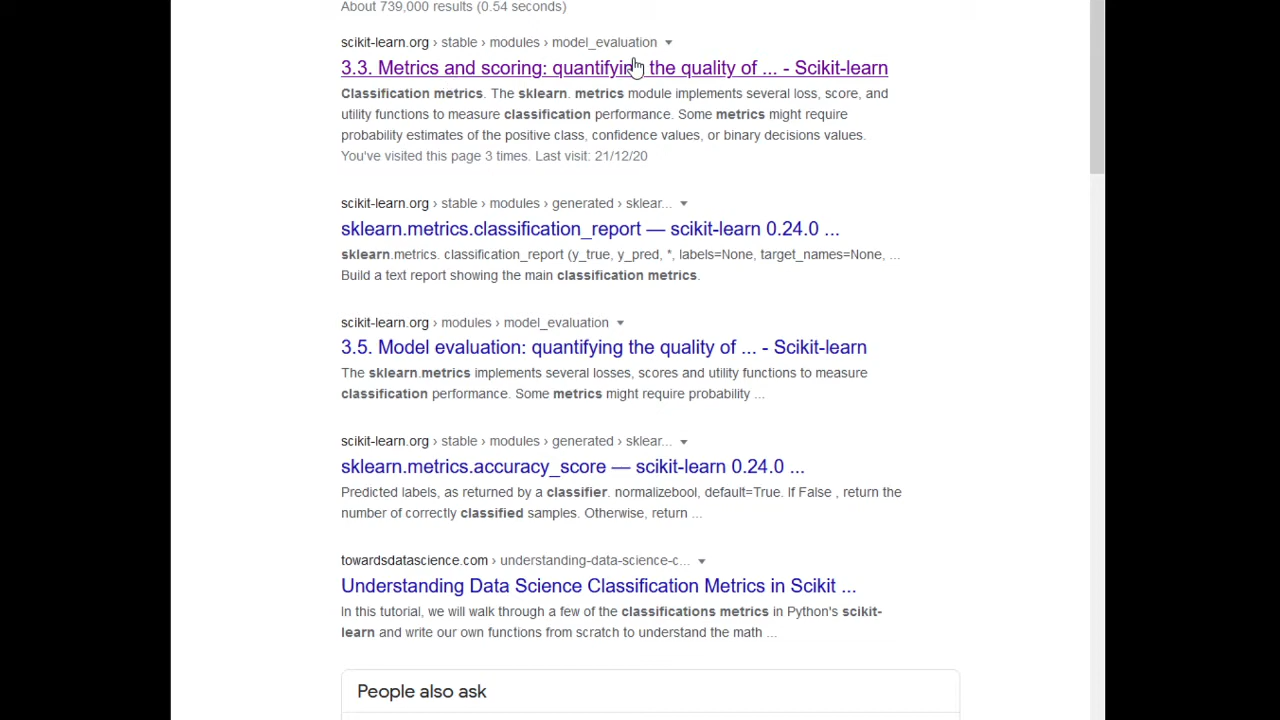 About 739,000 results (0.54 seconds)
scikit-learn.org › stable › modules › model_evaluation
3.3. Metrics and scoring: quantifying the quality of ... - Scikit-learn
Classification metrics. The sklearn. metrics module implements several loss, score, and
utility functions to measure classification performance. Some metrics might require
probability estimates of the positive class, confidence values, or binary decisions values.
You've visited this page 3 times. Last visit: 21/12/20
scikit-learn.org › stable › modules › generated › sklear...
sklearn.metrics.classification_report — scikit-learn 0.24.0 ...
sklearn.metrics. classification_report (y_true, y_pred, *, labels=None, target_names=None, ...
Build a text report showing the main classification metrics.
scikit-learn.org › modules › model_evaluation
3.5. Model evaluation: quantifying the quality of ... - Scikit-learn
The sklearn.metrics implements several losses, scores and utility functions to measure
classification performance. Some metrics might require probability ...
scikit-learn.org › stable › modules › generated › sklear...
sklearn.metrics.accuracy_score — scikit-learn 0.24.0 ...
Predicted labels, as returned by a classifier. normalizebool, default=True. If False , return the
number of correctly classified samples. Otherwise, return ...
towardsdatascience.com › understanding-data-science-c...
Understanding Data Science Classification Metrics in Scikit ...
In this tutorial, we will walk through a few of the classifications metrics in Python's scikit-
learn and write our own functions from scratch to understand the math ...
People also ask